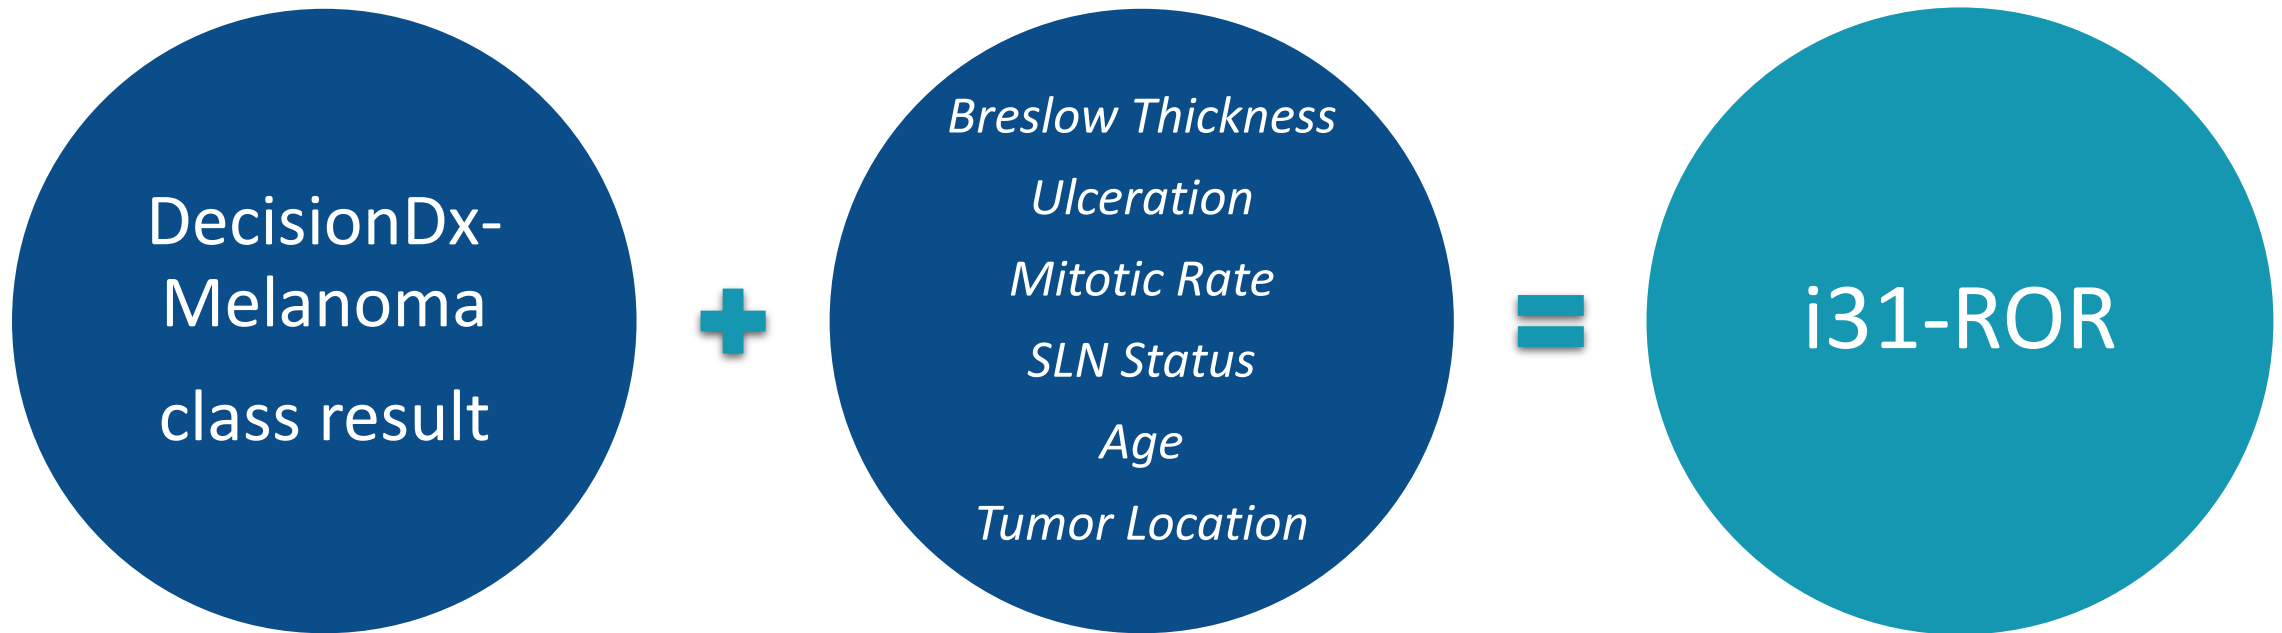 DecisionDx-
Melanoma
class result
+
Breslow Thickness
Ulceration
Mitotic Rate
SLN Status
Age
Tumor Location
=
i31-ROR